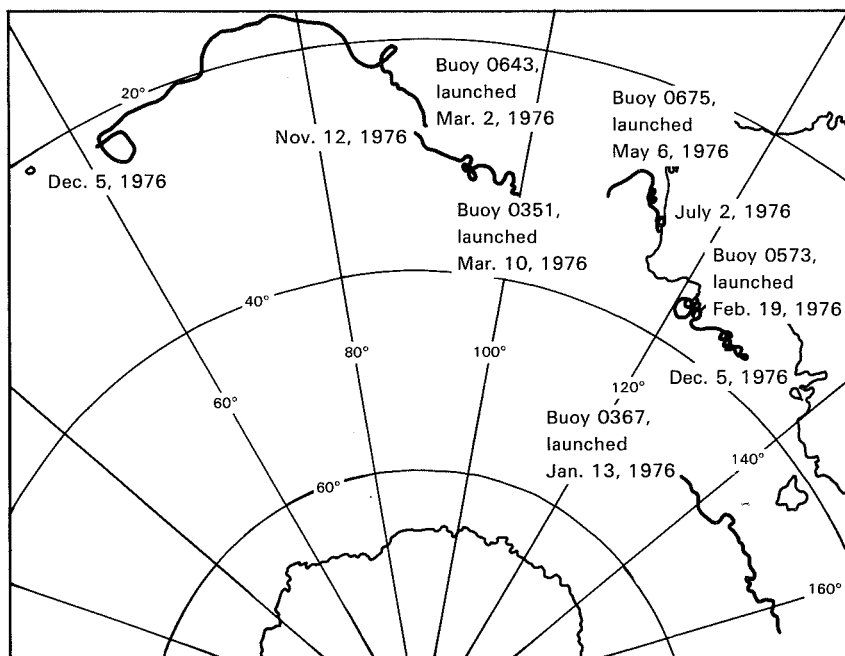 20°
Buoy 0643,
launched
Mar. 2, 1976
Buoy 0675,
launched
May 6, 1976
Nov. 12, 1976
Dec. 5, 1976
Buoy 0351,
launched
Mar. 10, 1976
July 2, 1976
Buoy 0573,
launched
Feb. 19, 1976
40°
80°
100°
60°
120°
Dec. 5, 1976
Buoy 0367,
launched
Jan. 13, 1976
140°
60°
160°